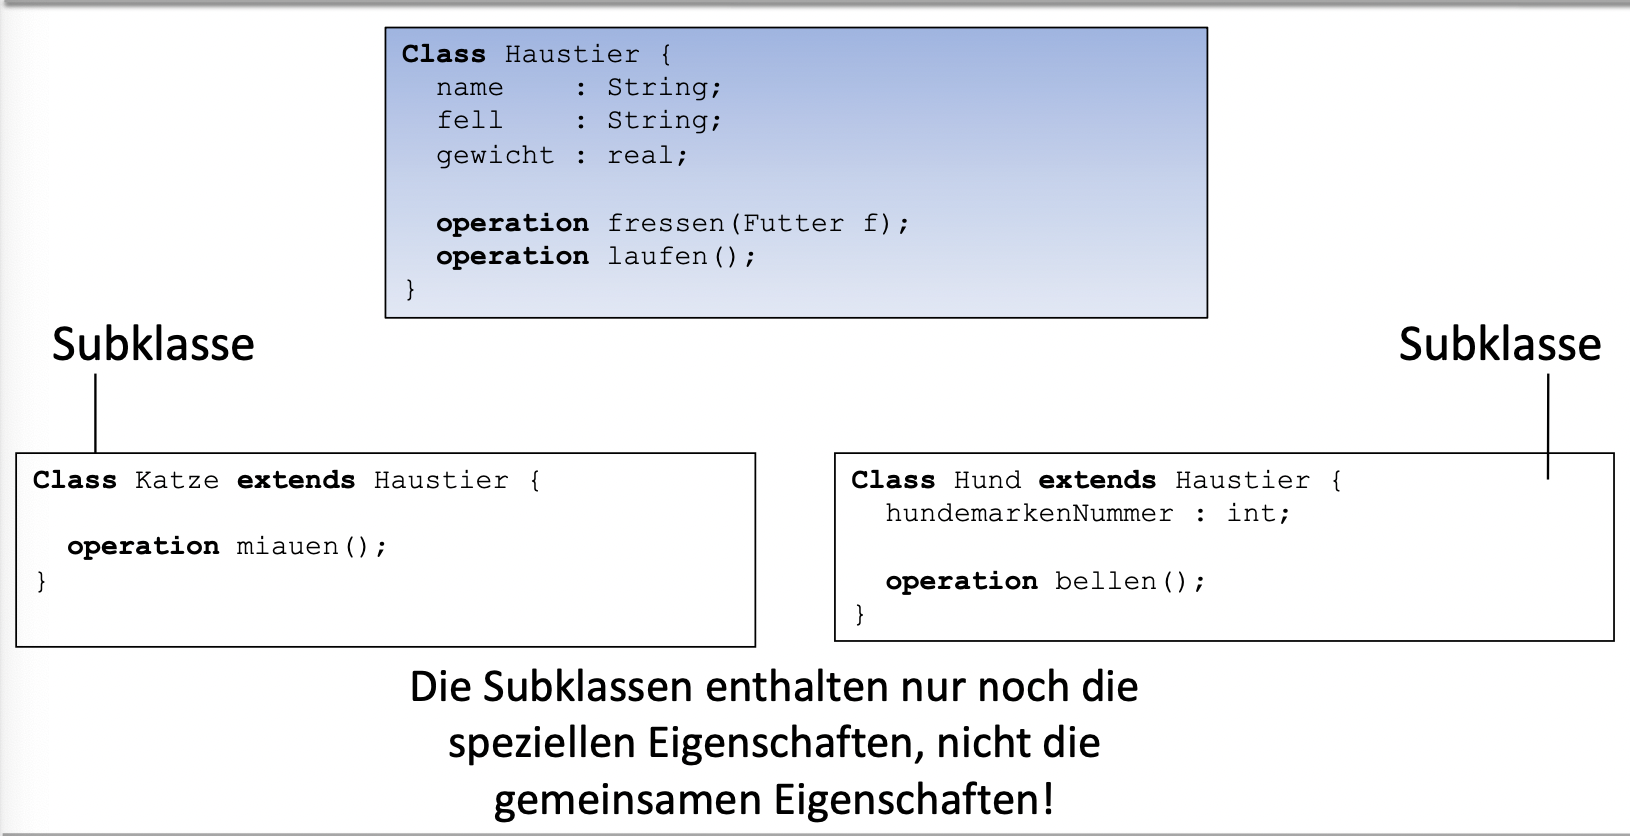 Class Haustier {
  name    : String;
  fell    : String;
  gewicht : real;
  operation fressen(Futter f);
  operation laufen();
}
Subklasse
Subklasse
Class Katze extends Haustier {
  operation miauen();
}
Class Hund extends Haustier {
  hundemarkenNummer : int;
  operation bellen();
}
Die Subklassen enthalten nur noch die
speziellen Eigenschaften, nicht die
gemeinsamen Eigenschaften!